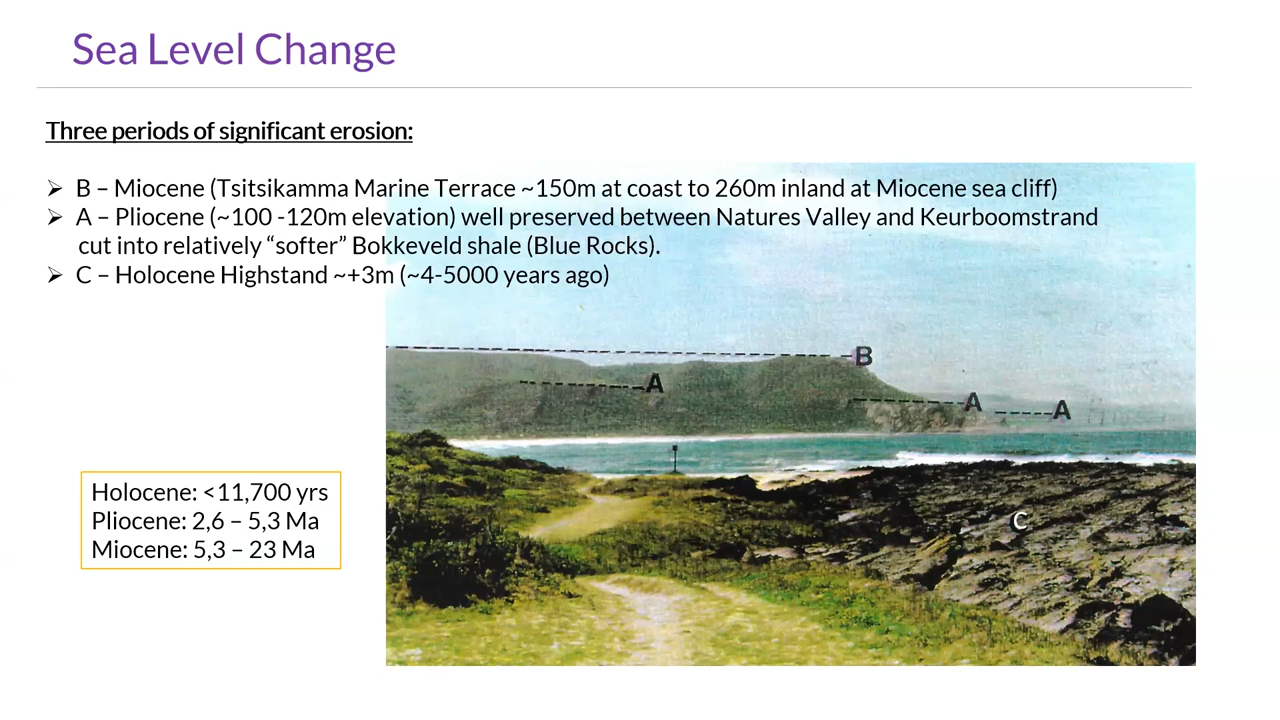 Sea Level Change
Three periods of significant erosion:
➢ B – Miocene (Tsitsikamma Marine Terrace ~150m at coast to 260m inland at Miocene sea cliff)
➢ A – Pliocene (~100 -120m elevation) well preserved between Natures Valley and Keurboomstrand
cut into relatively “softer” Bokkeveld shale (Blue Rocks).
➢ C – Holocene Highstand ~+3m (~4-5000 years ago)
B
A
A
A
C
Holocene: <11,700 yrs
Pliocene: 2,6 – 5,3 Ma
Miocene: 5,3 – 23 Ma